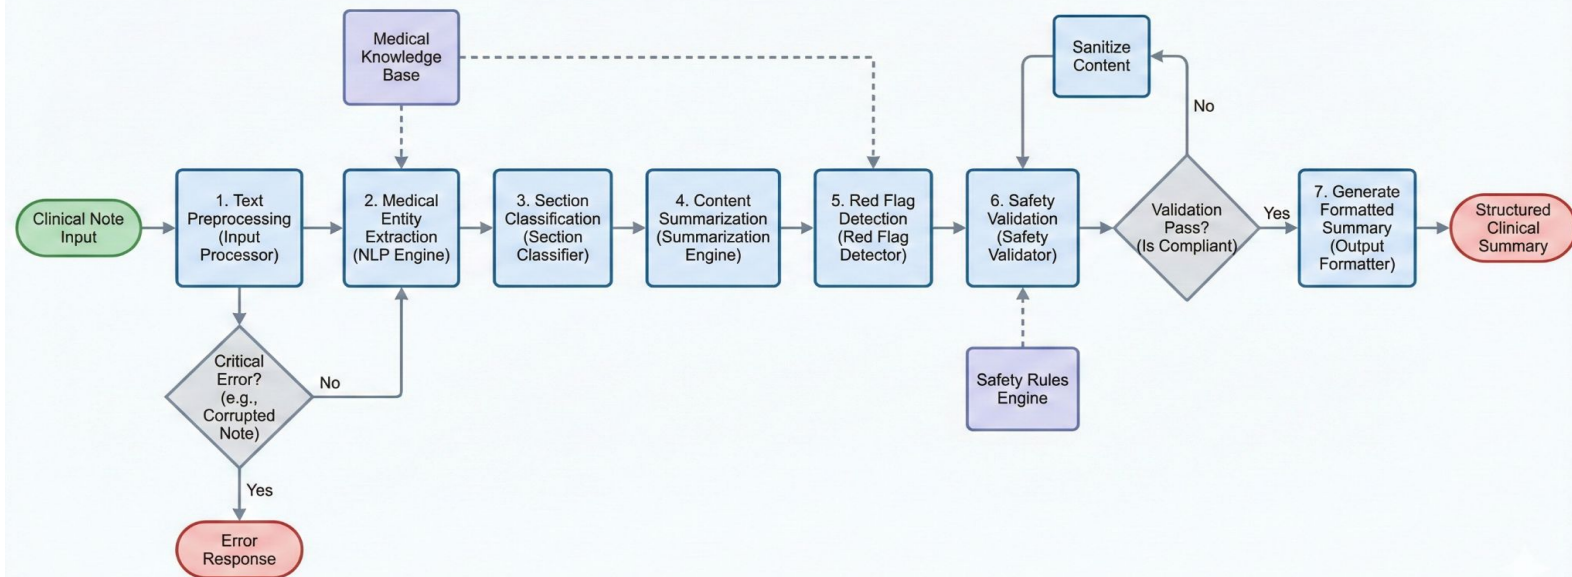 Medical
Knowledge
Base
Sanitize
Content
No
Clinical Note
Input
1. Text
Preprocessing
(Input
Processor)
2. Medical
Entity
Extraction
(NLP Engine)
3. Section
Classification
(Section
Classifier)
4. Content
Summarization
(Summarization
Engine)
5. Red Flag
Detection
(Red Flag
Detector)
6. Safety
Validation
(Safety
Validator)
Validation
Pass?
(Is Compliant)
Yes
7. Generate
Formatted
Summary
(Output
Formatter)
Structured
Clinical
Summary
Critical
Error?
(e.g.,
Corrupted
Note)
No
Safety Rules
Engine
Yes
Error
Response